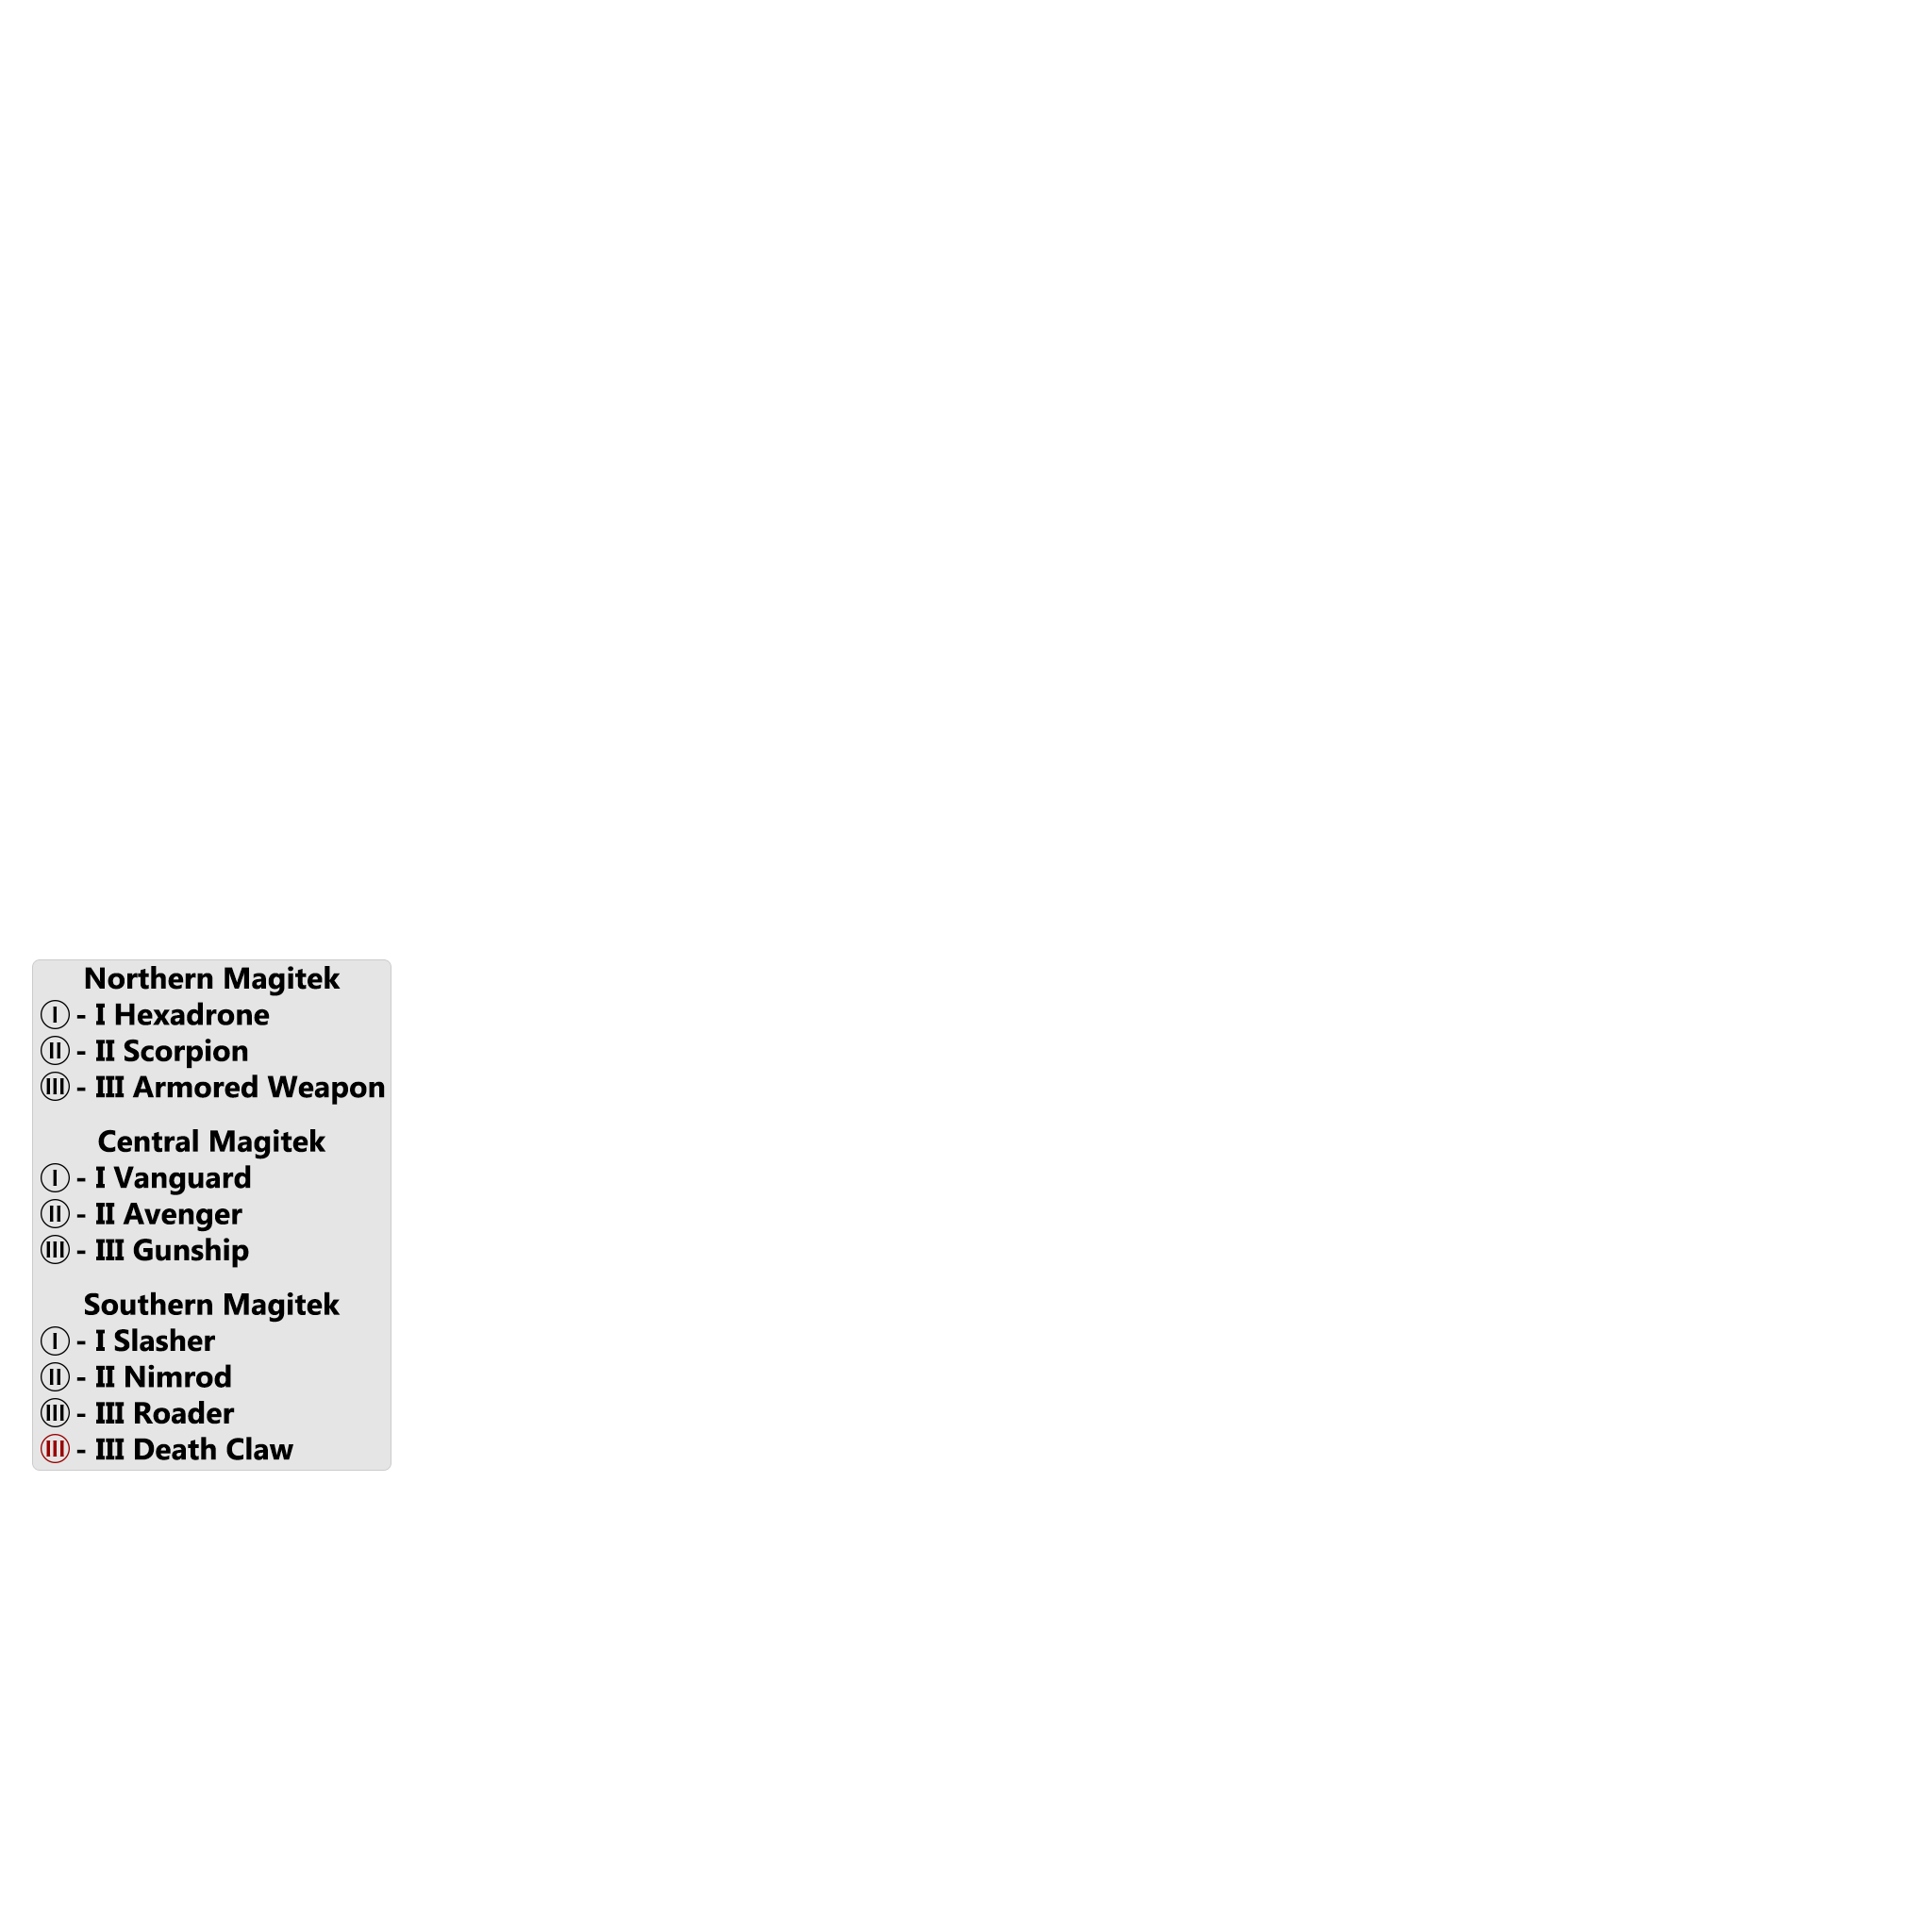 Northern Magitek
I - I Hexadrone
II - II Scorpion
III - III Armored Weapon
Central Magitek
I - I Vanguard
II - II Avenger
III - III Gunship
Southern Magitek
I - I Slasher
II - II Nimrod
III - III Roader
III - III Death Claw